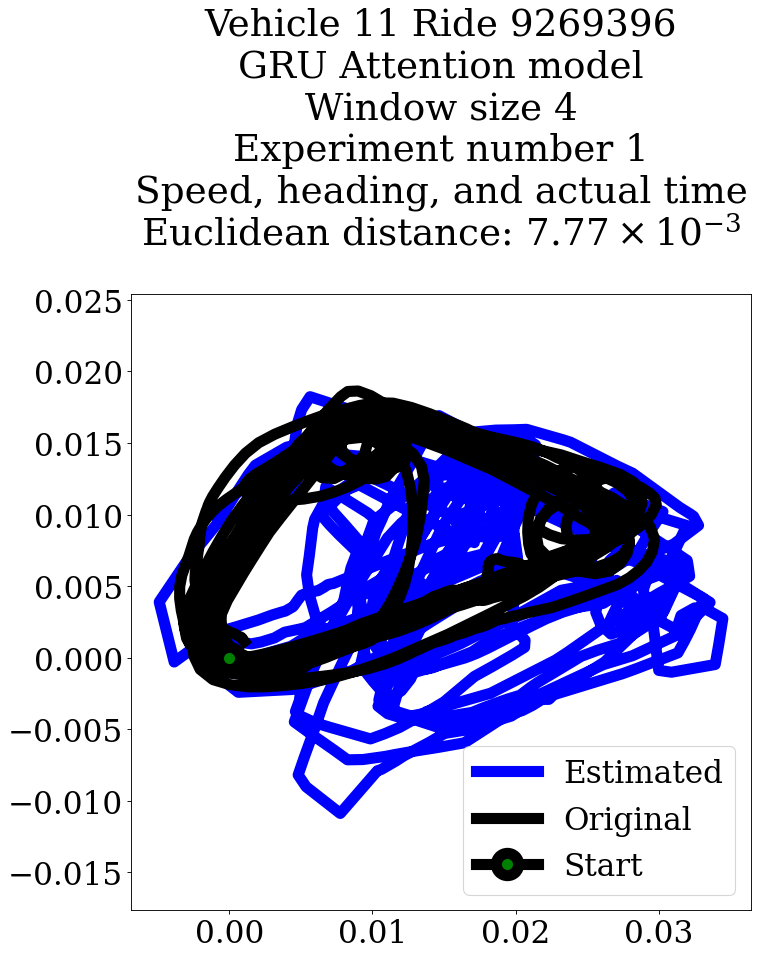 Vehicle 11 Ride 9269396
GRU Attention model
Window size 4
Experiment number 1
Speed, heading, and actual time
Euclidean distance: 7.77 × 10⁻³
0.025
0.020
0.015
0.010
0.005
0.000
−0.005
−0.010
−0.015
Estimated
Original
Start
0.00 0.01 0.02 0.03